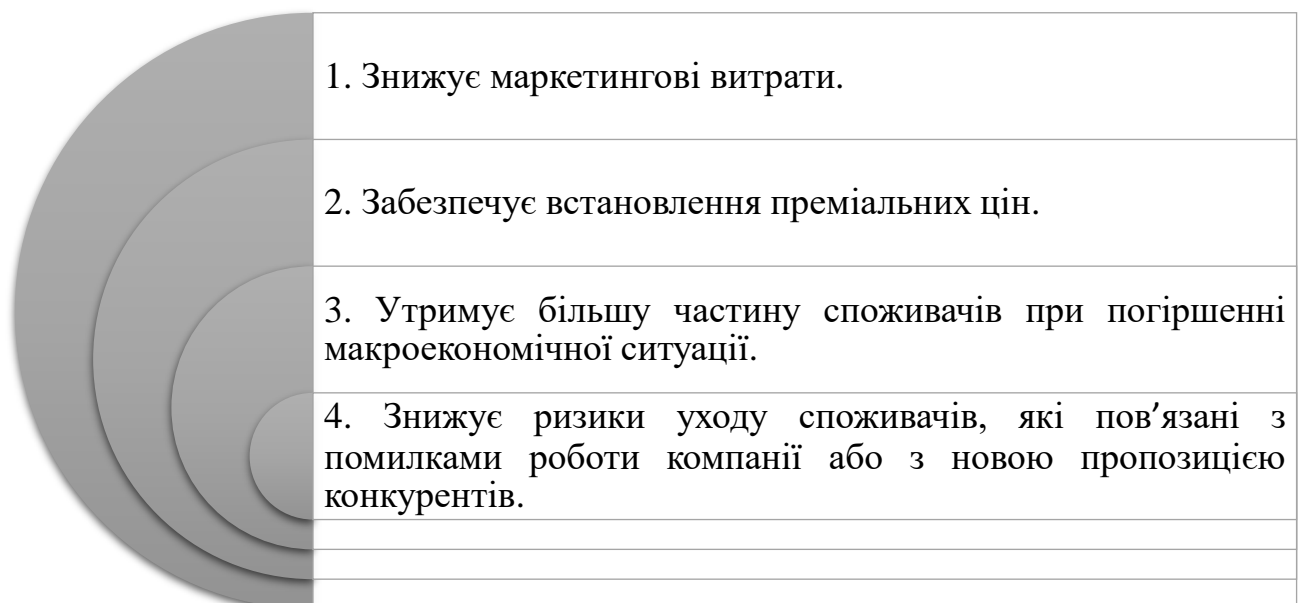 1. Знижує маркетингові витрати.
2. Забезпечує встановлення преміальних цін.
3. Утримує більшу частину споживачів при погіршенні
макроекономічної ситуації.
4. Знижує ризики уходу споживачів, які пов’язані з
помилками роботи компанії або з новою пропозицією
конкурентів.